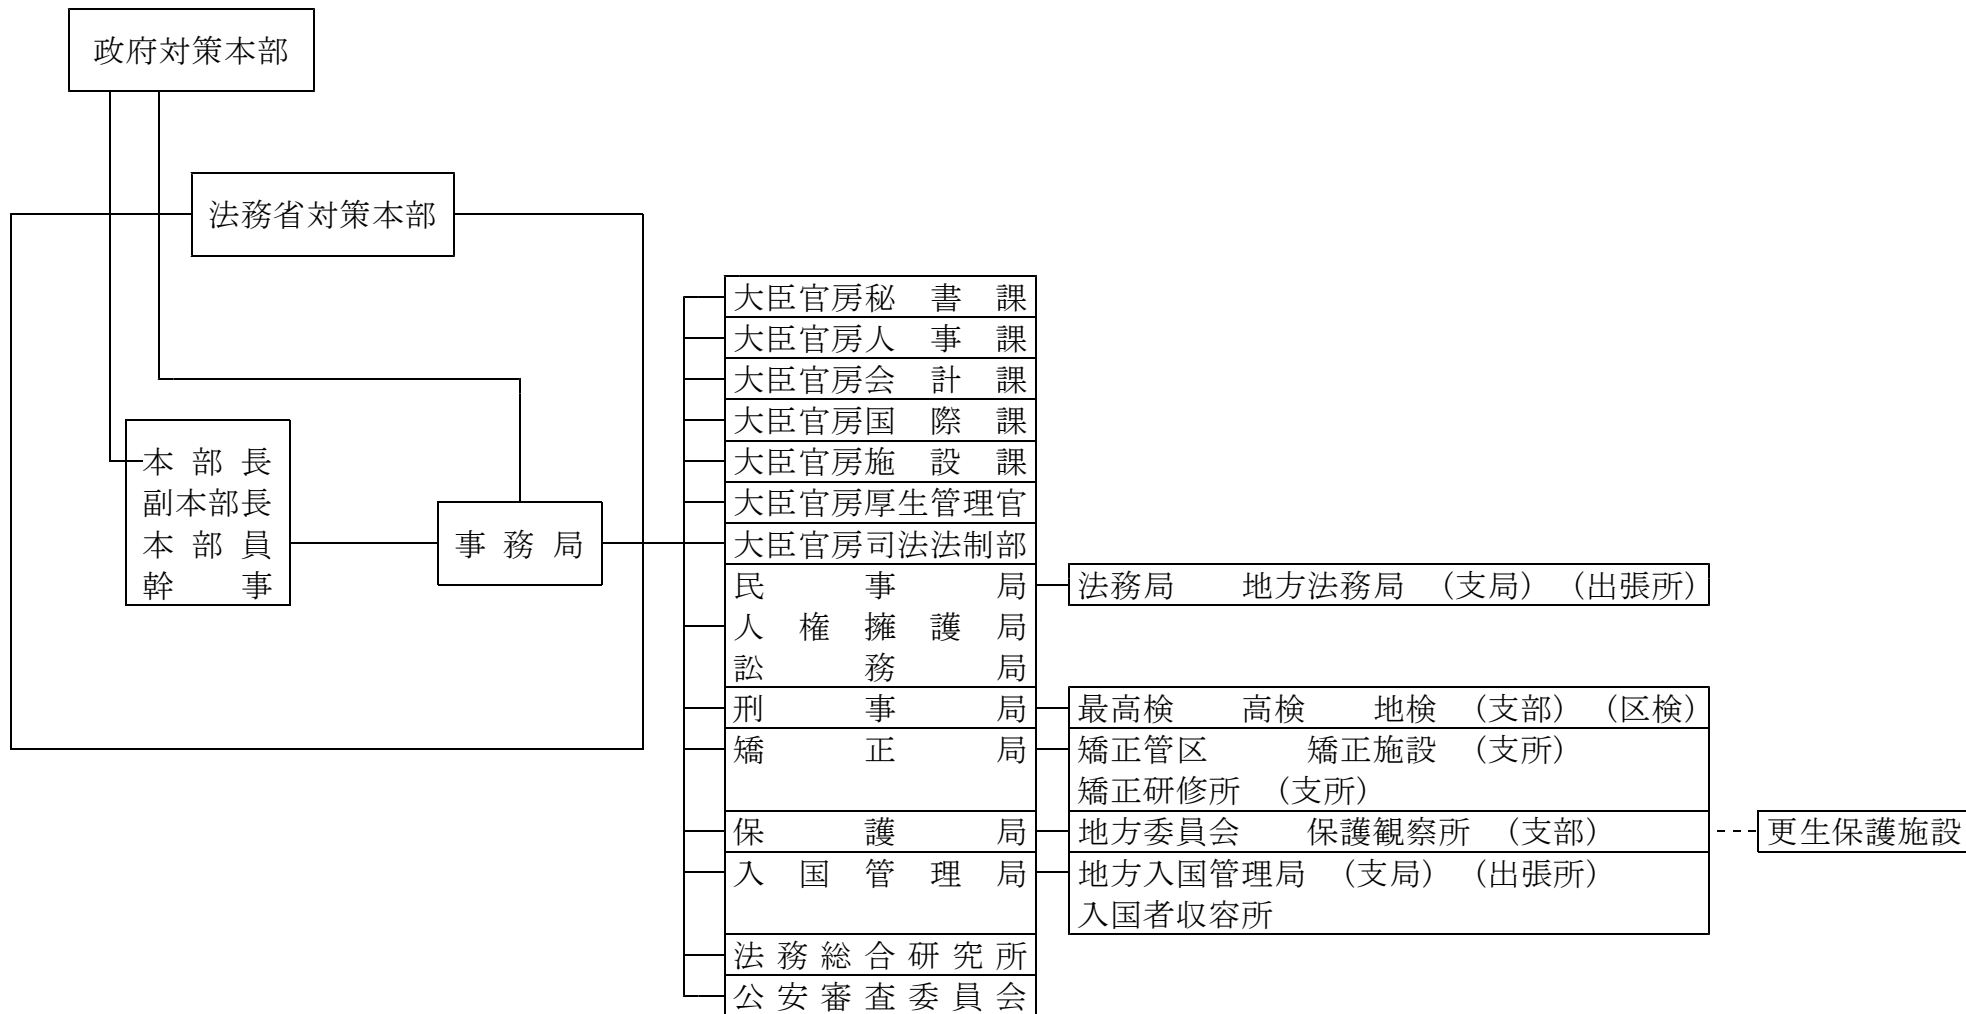 政府対策本部
法務省対策本部
本部長
副本部長
本部員
幹事
事務局
大臣官房秘書課
大臣官房人事課
大臣官房会計課
大臣官房国際課
大臣官房施設課
大臣官房厚生管理官
大臣官房司法法制部
民事局
人権擁護局
訟務局
刑事局
矯正局
保護局
入国管理局
法務総合研究所
公安審査委員会
法務局 地方法務局 （支局）（出張所）
最高検 高検 地検 （支部）（区検）
矯正管区 矯正施設 （支所）
矯正研修所 （支所）
地方委員会 保護観察所 （支部）
地方入国管理局 （支局）（出張所）
入国者収容所
更生保護施設